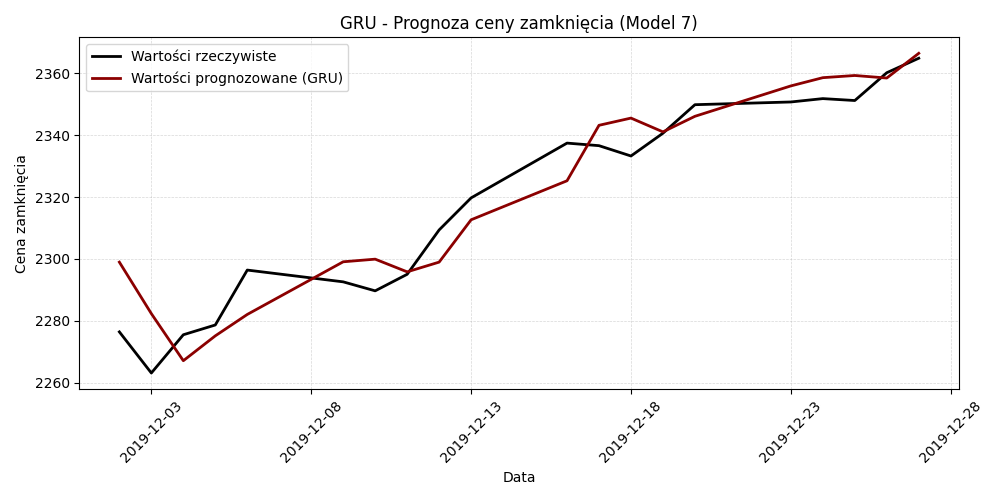 GRU - Prognoza ceny zamknięcia (Model 7)
Wartości rzeczywiste
Wartości prognozowane (GRU)
Cena zamknięcia
2360
2340
2320
2300
2280
2260
2019-12-03
2019-12-08
2019-12-13
2019-12-18
2019-12-23
2019-12-28
Data